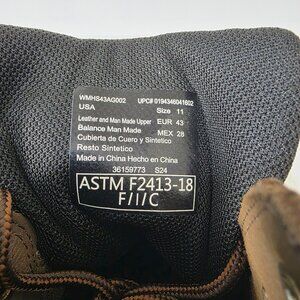 WMHS43AG002 UPC# 0194346041602
USA Size 11
Leather and Man Made Upper EUR 43
Balance Man Made MEX 28
Cubierta de Cuero y Sintetico
Resto Sintetico
Made in China Hecho en China
36159773 S24
ASTM F2413-18
F/I/C